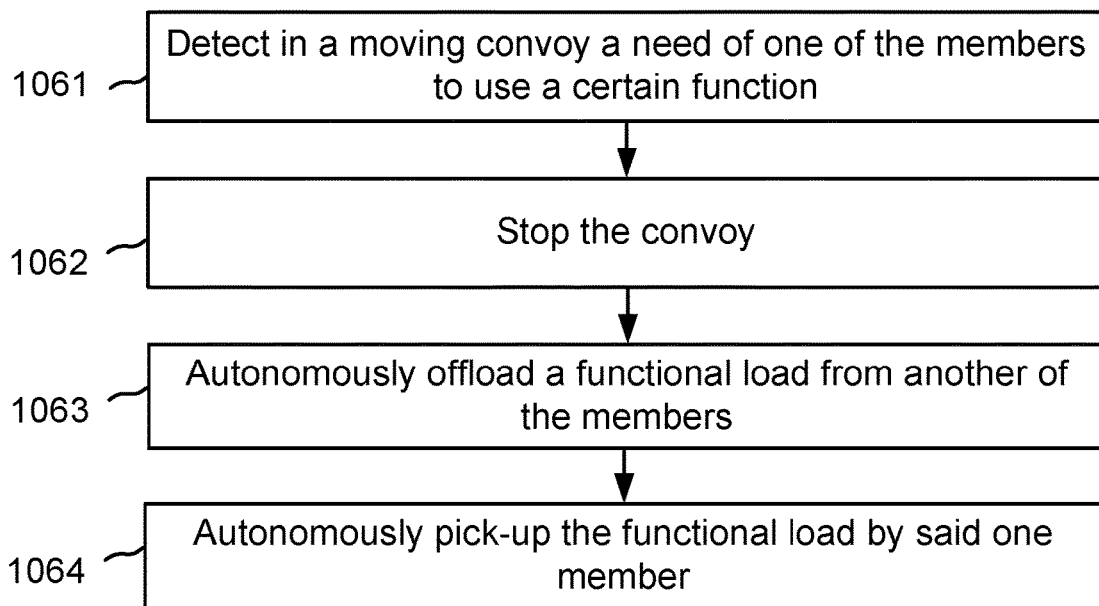 1061
Detect in a moving convoy a need of one of the members
to use a certain function
1062
Stop the convoy
1063
Autonomously offload a functional load from another of
the members
1064
Autonomously pick-up the functional load by said one
member